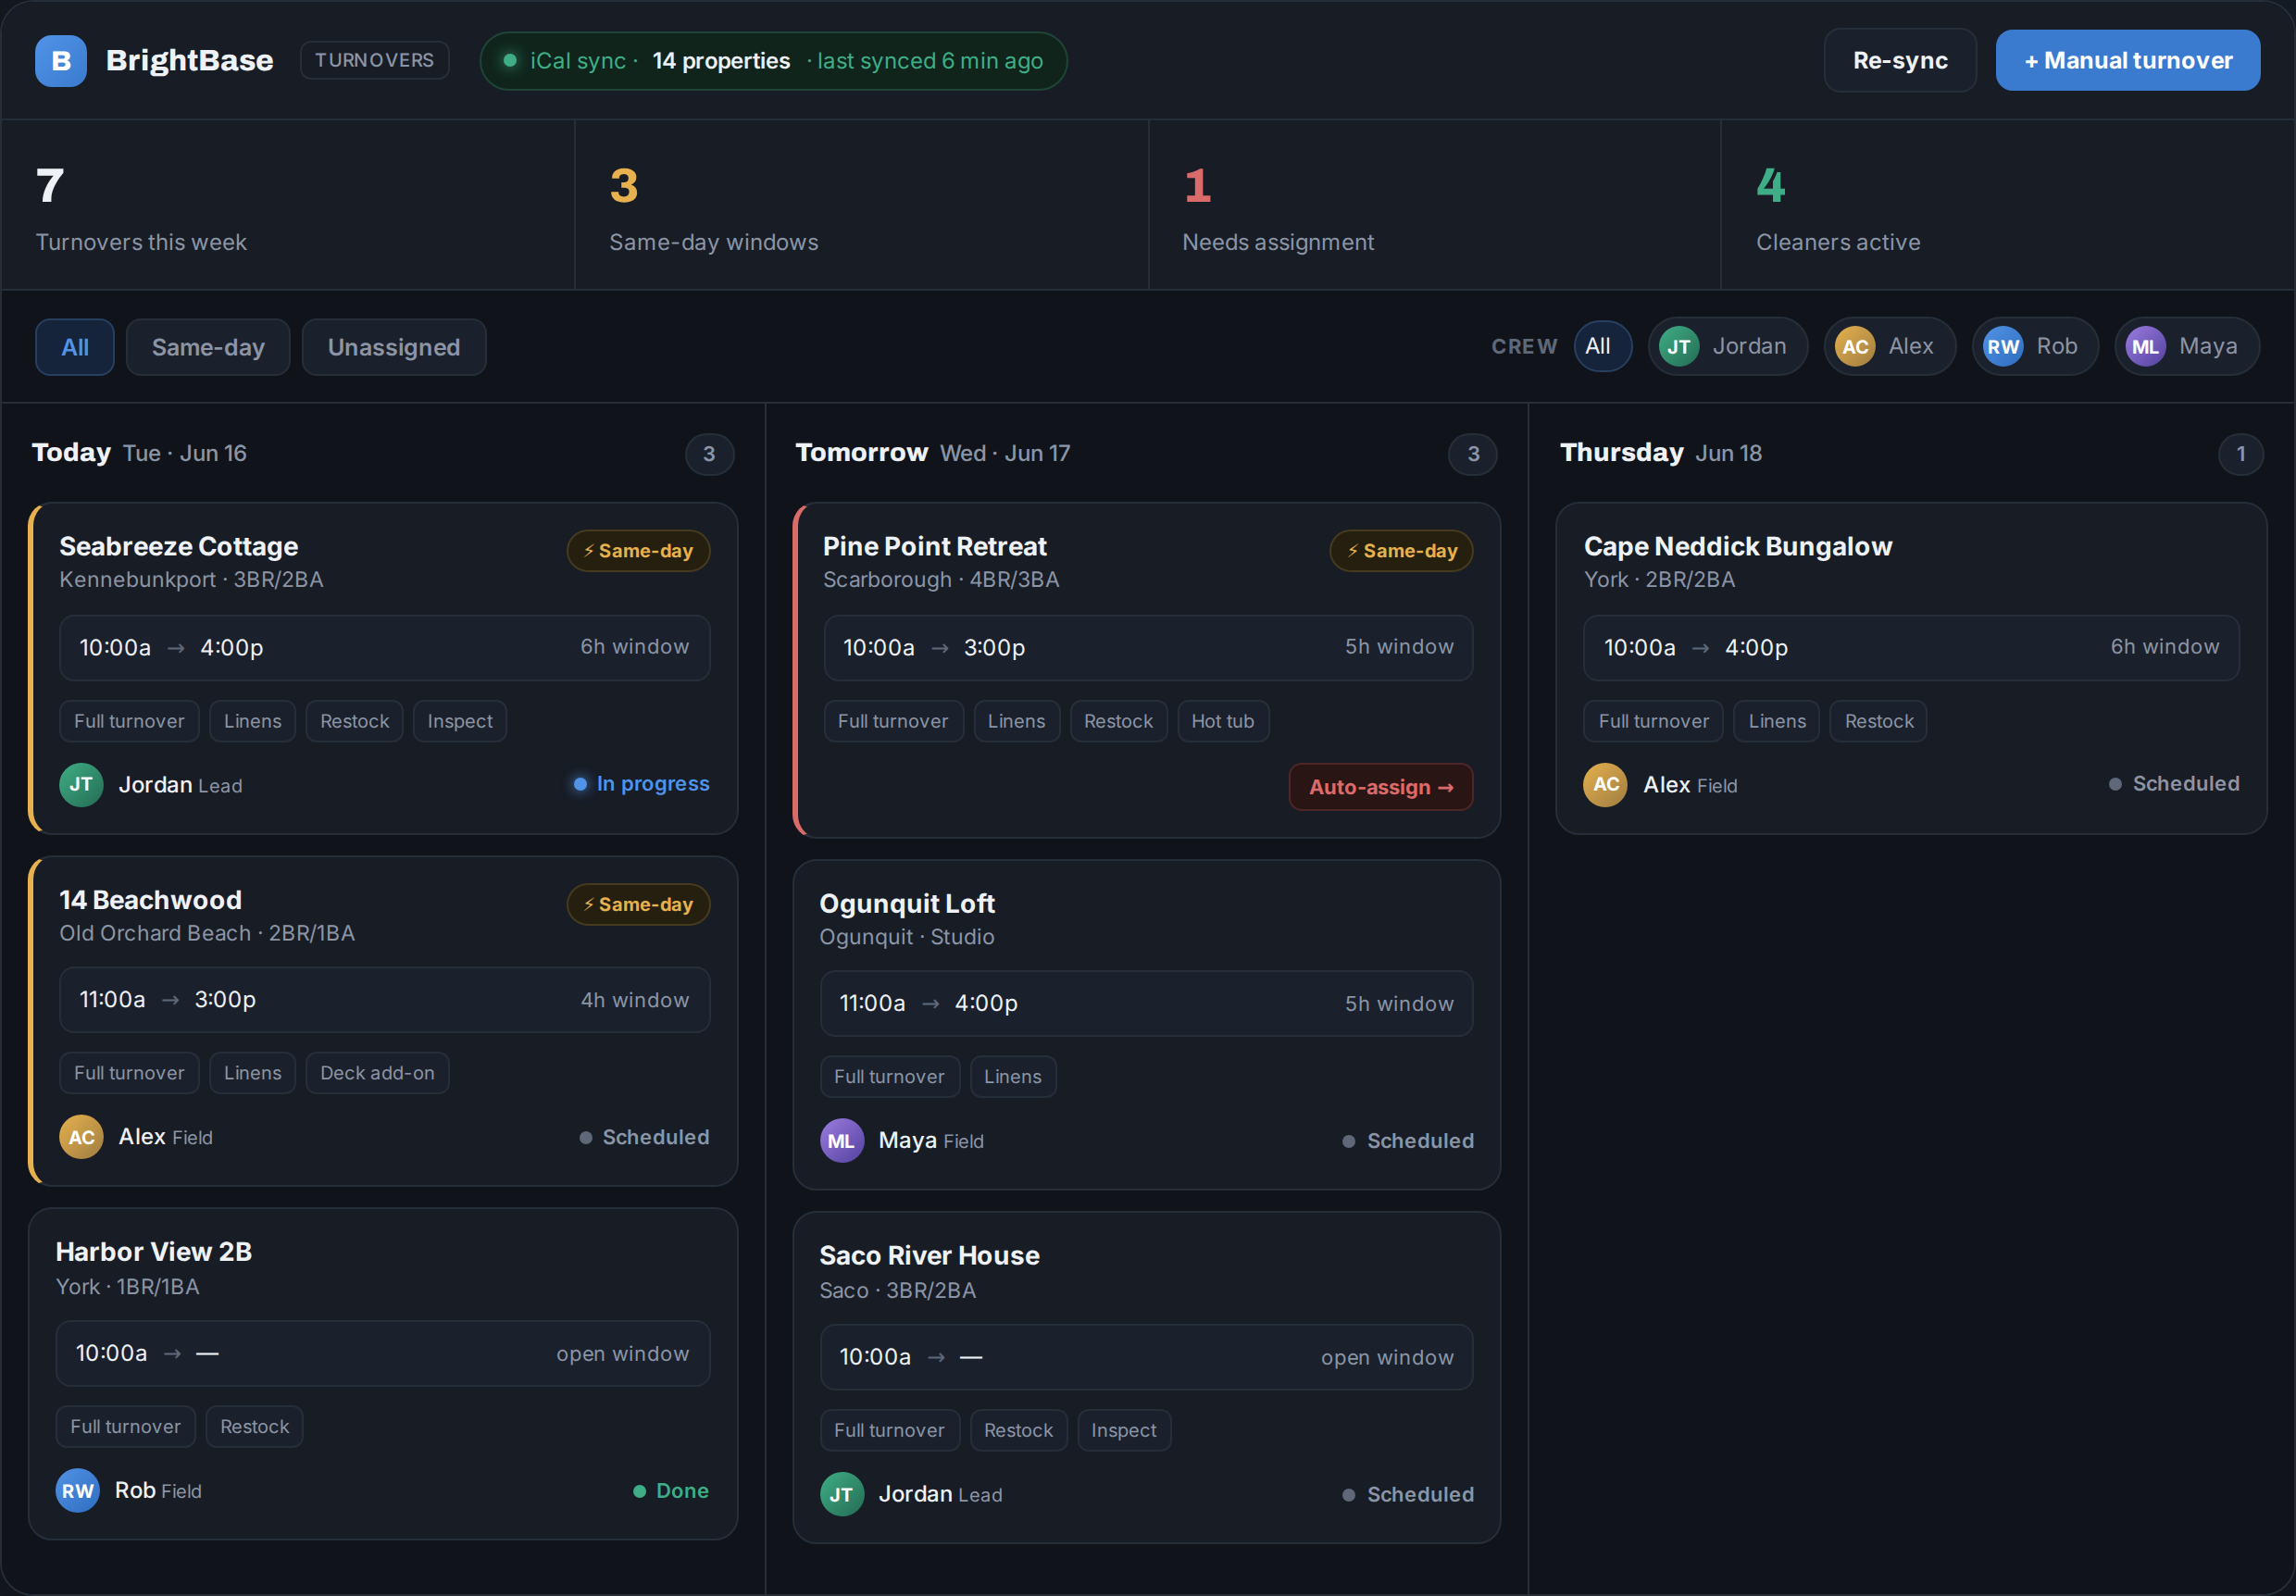 B BrightBase TURNOVERS iCal sync · 14 properties · last synced 6 min ago Re-sync + Manual turnover
7
Turnovers this week
3
Same-day windows
1
Needs assignment
4
Cleaners active
All Same-day Unassigned
CREW All JT Jordan AC Alex RW Rob ML Maya
Today Tue · Jun 16 3
Seabreeze Cottage ⚡ Same-day
Kennebunkport · 3BR/2BA
10:00a → 4:00p 6h window
Full turnover Linens Restock Inspect
JT Jordan Lead In progress
14 Beachwood ⚡ Same-day
Old Orchard Beach · 2BR/1BA
11:00a → 3:00p 4h window
Full turnover Linens Deck add-on
AC Alex Field Scheduled
Harbor View 2B
York · 1BR/1BA
10:00a → — open window
Full turnover Restock
RW Rob Field Done
Tomorrow Wed · Jun 17 3
Pine Point Retreat ⚡ Same-day
Scarborough · 4BR/3BA
10:00a → 3:00p 5h window
Full turnover Linens Restock Hot tub
Auto-assign →
Ogunquit Loft
Ogunquit · Studio
11:00a → 4:00p 5h window
Full turnover Linens
ML Maya Field Scheduled
Saco River House
Saco · 3BR/2BA
10:00a → — open window
Full turnover Restock Inspect
JT Jordan Lead Scheduled
Thursday Jun 18 1
Cape Neddick Bungalow
York · 2BR/2BA
10:00a → 4:00p 6h window
Full turnover Linens Restock
AC Alex Field Scheduled